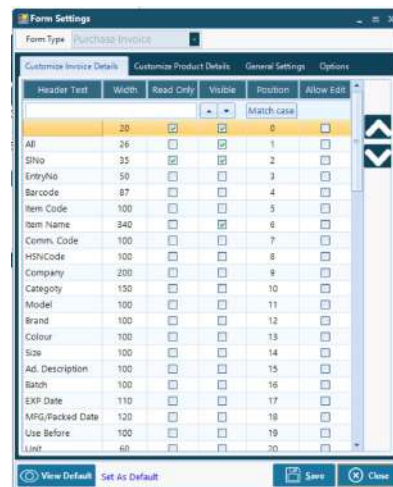 Form Settings
Form Type Purchase Invoice
Customize Invoice Details Customize Product Details General Settings Options
Header Text Width Read Only Visible Position Allow Edit
Match case
20 0
All 26 1
SlNo 35 2
EntryNo 50 3
Barcode 87 4
Item Code 100 5
Item Name 340 6
Comm. Code 100 7
HSNCode 100 8
Company 200 9
Categoty 150 10
Model 100 11
Brand 100 12
Colour 100 13
Size 100 14
Ad. Description 100 15
Batch 100 16
EXP Date 110 17
MFG/Packed Date 120 18
Use Before 100 19
Unit 60 20
View Default Set As Default Save Close